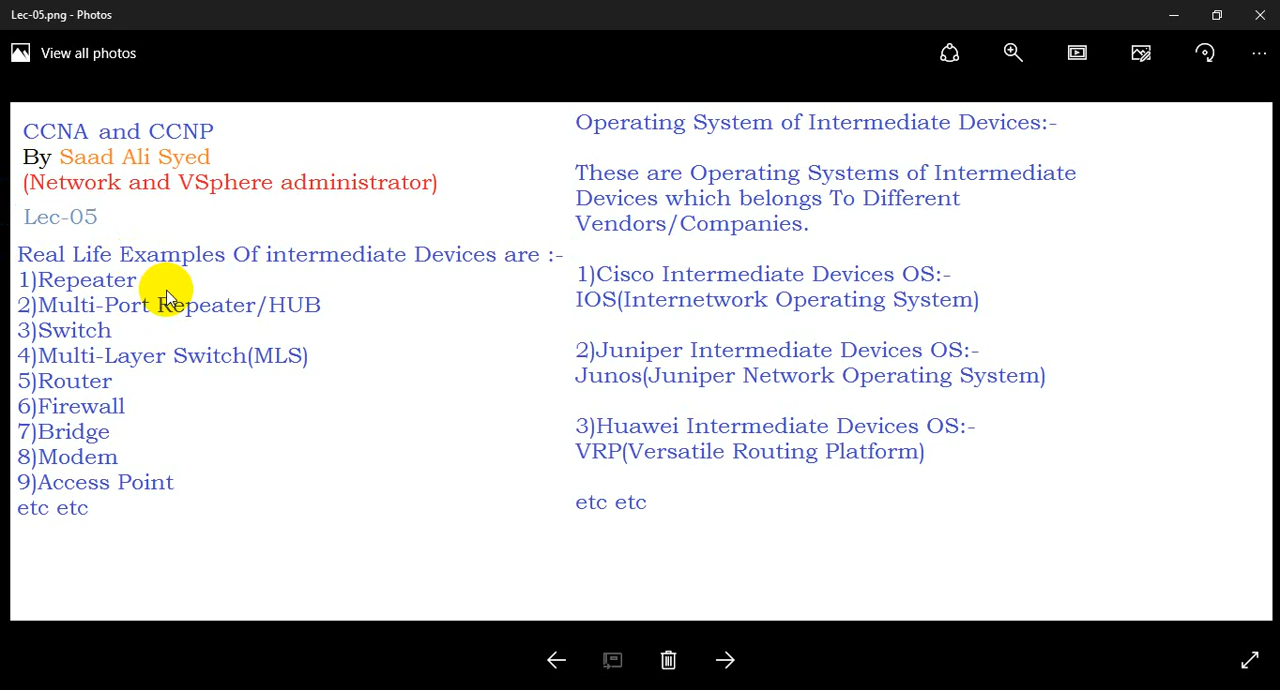 Lec-05.png - Photos
View all photos
CCNA and CCNP
By Saad Ali Syed
(Network and VSphere administrator)
Lec-05
Real Life Examples Of intermediate Devices are :-
1)Repeater
2)Multi-Port Repeater/HUB
3)Switch
4)Multi-Layer Switch(MLS)
5)Router
6)Firewall
7)Bridge
8)Modem
9)Access Point
etc etc
Operating System of Intermediate Devices:-
These are Operating Systems of Intermediate
Devices which belongs To Different
Vendors/Companies.
1)Cisco Intermediate Devices OS:-
IOS(Internetwork Operating System)
2)Juniper Intermediate Devices OS:-
Junos(Juniper Network Operating System)
3)Huawei Intermediate Devices OS:-
VRP(Versatile Routing Platform)
etc etc